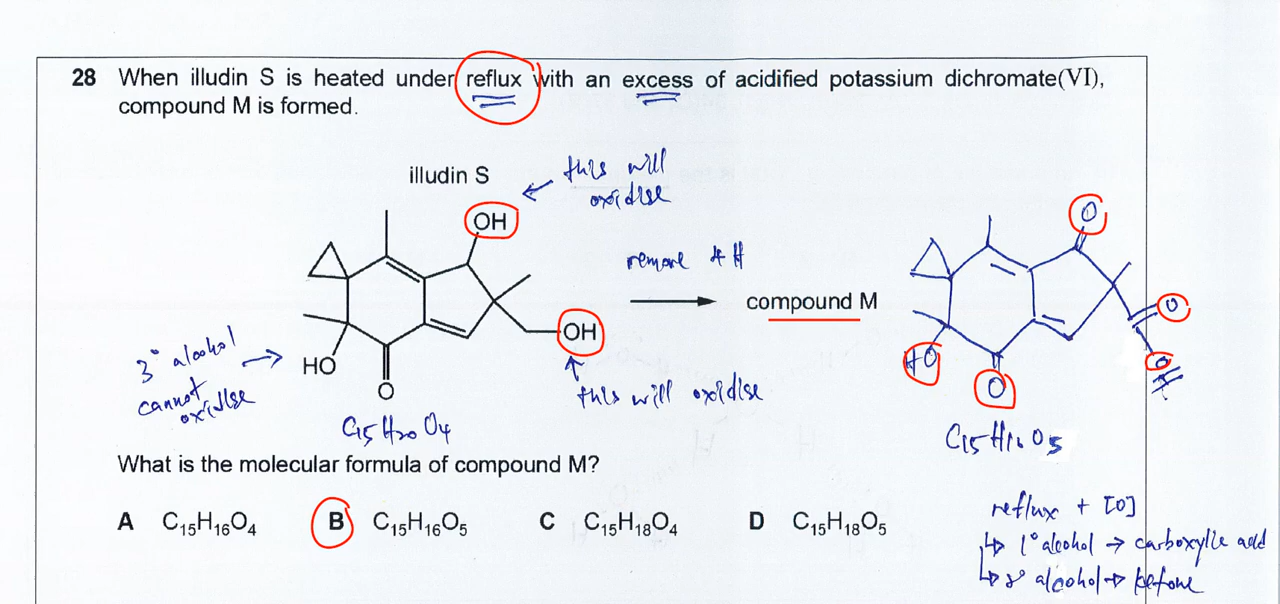 28 When illudin S is heated under reflux with an excess of acidified potassium dichromate(VI),
compound M is formed.
illudin S
this will
oxidise
OH
O
remove 4 H
compound M
OH
O
3° alcohol
cannot
oxidise
HO
this will oxidise
HO
OH
O
O
C15H20O4
C15H16O5
What is the molecular formula of compound M?
A C₁₅H₁₆O₄ B C₁₅H₁₆O₅ C C₁₅H₁₈O₄ D C₁₅H₁₈O₅
reflux + [O]
↳ 1° alcohol → carboxylic acid
↳ 2° alcohol → ketone